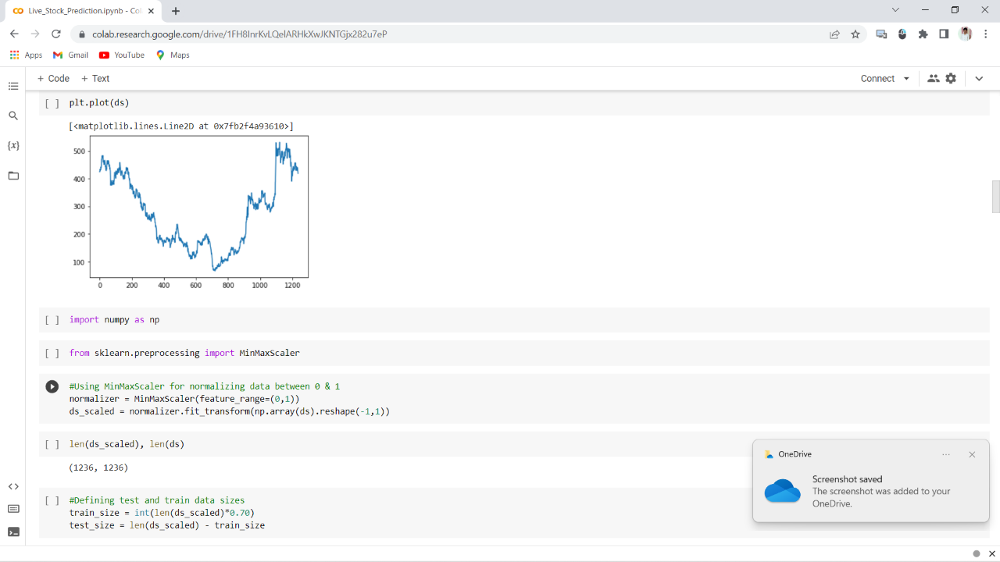 Live_Stock_Prediction.ipynb - Col
colab.research.google.com/drive/1FH8InrKvLQelARHkXwJKNTGjx282u7eP
Apps Gmail YouTube Maps
+ Code + Text
Connect
[ ] plt.plot(ds)
[<matplotlib.lines.Line2D at 0x7fb2f4a93610>]
500
400
300
200
100
0 200 400 600 800 1000 1200
[ ] import numpy as np
[ ] from sklearn.preprocessing import MinMaxScaler
#Using MinMaxScaler for normalizing data between 0 & 1
normalizer = MinMaxScaler(feature_range=(0,1))
ds_scaled = normalizer.fit_transform(np.array(ds).reshape(-1,1))
[ ] len(ds_scaled), len(ds)
(1236, 1236)
[ ] #Defining test and train data sizes
train_size = int(len(ds_scaled)*0.70)
test_size = len(ds_scaled) - train_size
{x}
OneDrive
Screenshot saved
The screenshot was added to your
OneDrive.